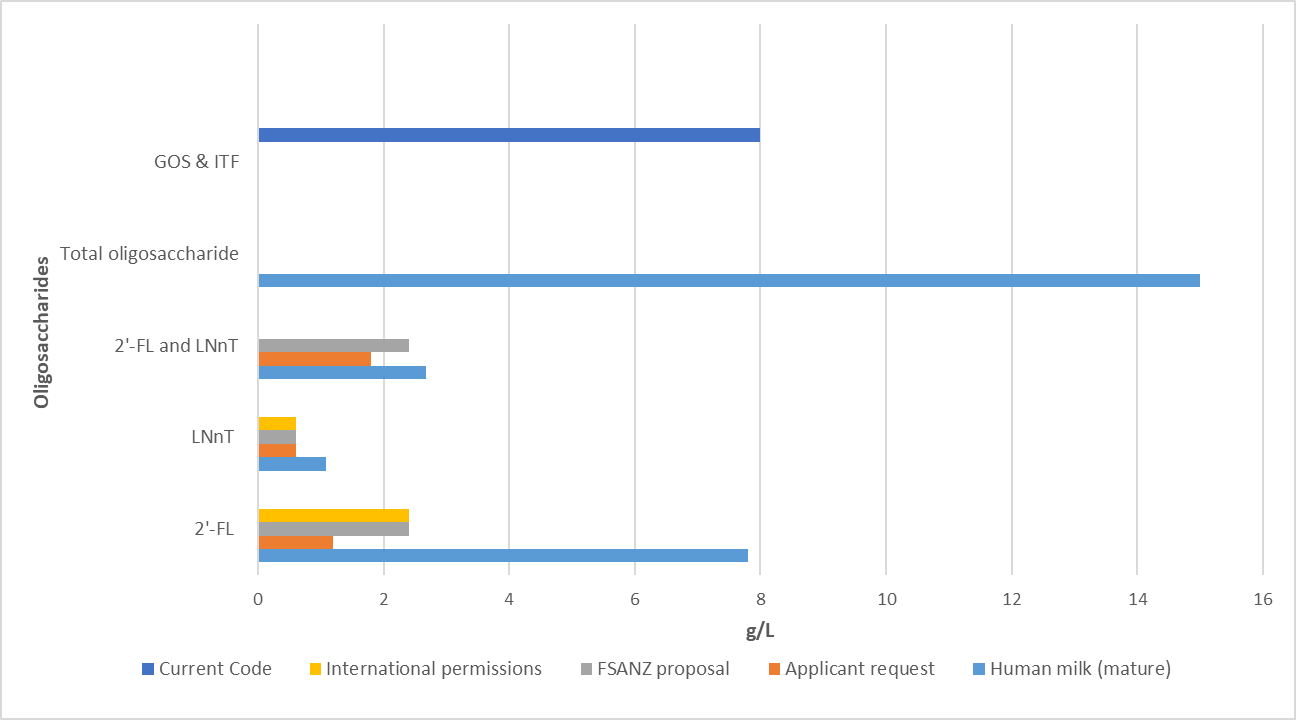 Oligosaccharides
GOS & ITF
Total oligosaccharide
2'-FL and LNnT
LNnT
2'-FL
0 2 4 6 8 10 12 14 16
g/L
Current Code International permissions FSANZ proposal Applicant request Human milk (mature)